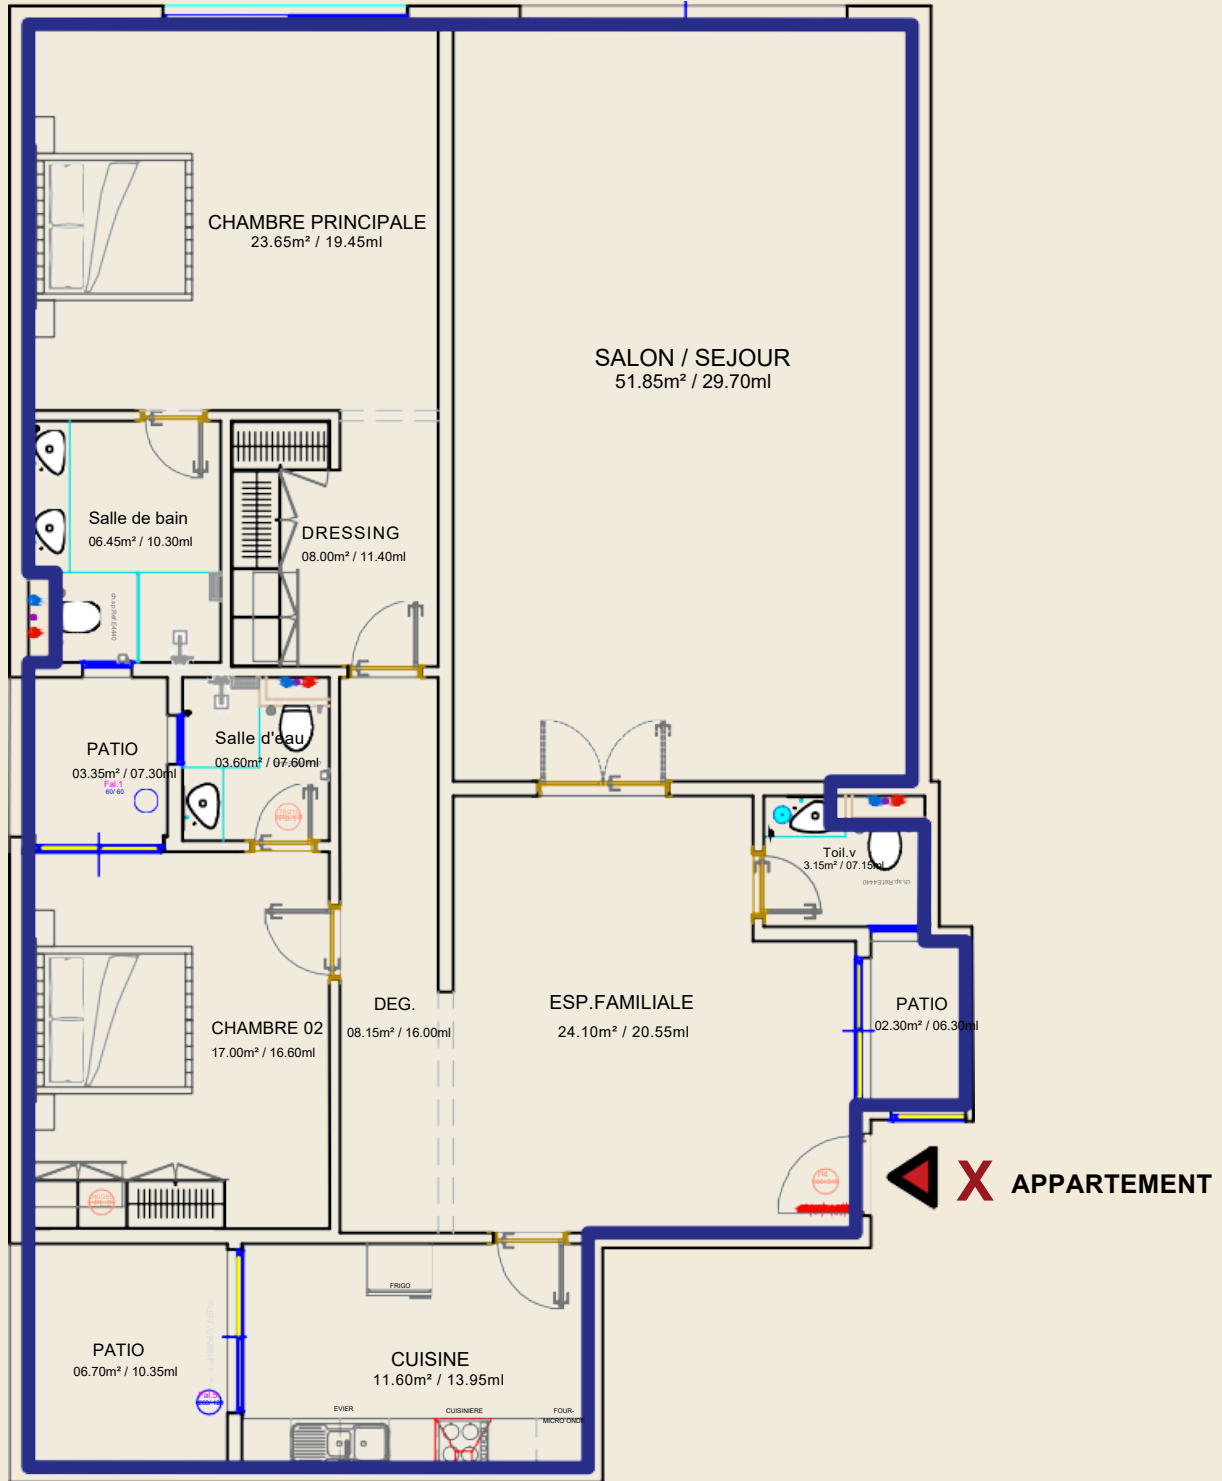 CHAMBRE PRINCIPALE
23.65m² / 19.45ml
SALON / SEJOUR
51.85m² / 29.70ml
Salle de bain
06.45m² / 10.30ml
DRESSING
08.00m² / 11.40ml
PATIO
03.35m² / 07.30ml
Fal.1
60/ 60
Salle d'eau
03.60m² / 07.60ml
Toil.v
3.15m² / 07.15ml
CHAMBRE 02
17.00m² / 16.60ml
DEG.
08.15m² / 16.00ml
ESP.FAMILIALE
24.10m² / 20.55ml
PATIO
02.30m² / 06.30ml
X APPARTEMENT
FRIGO
PATIO
06.70m² / 10.35ml
CUISINE
11.60m² / 13.95ml
EVIER
CUISINIERE
FOUR-
MICRO ONDE